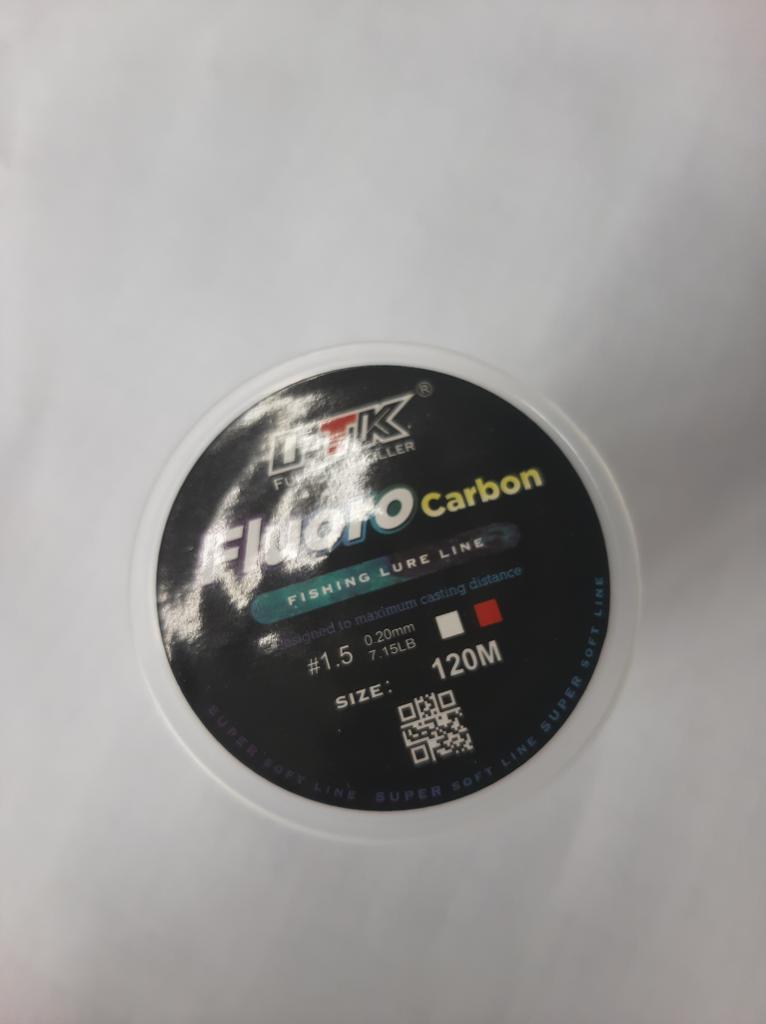 ®
FISHING LURE LINE
Fluoro Carbon
designed to maximum casting distance
#1.5 0.20mm
7.15LB
SIZE: 120M
SUPER SOFT LINE SUPER SOFT LINE SUPER SOFT LINE